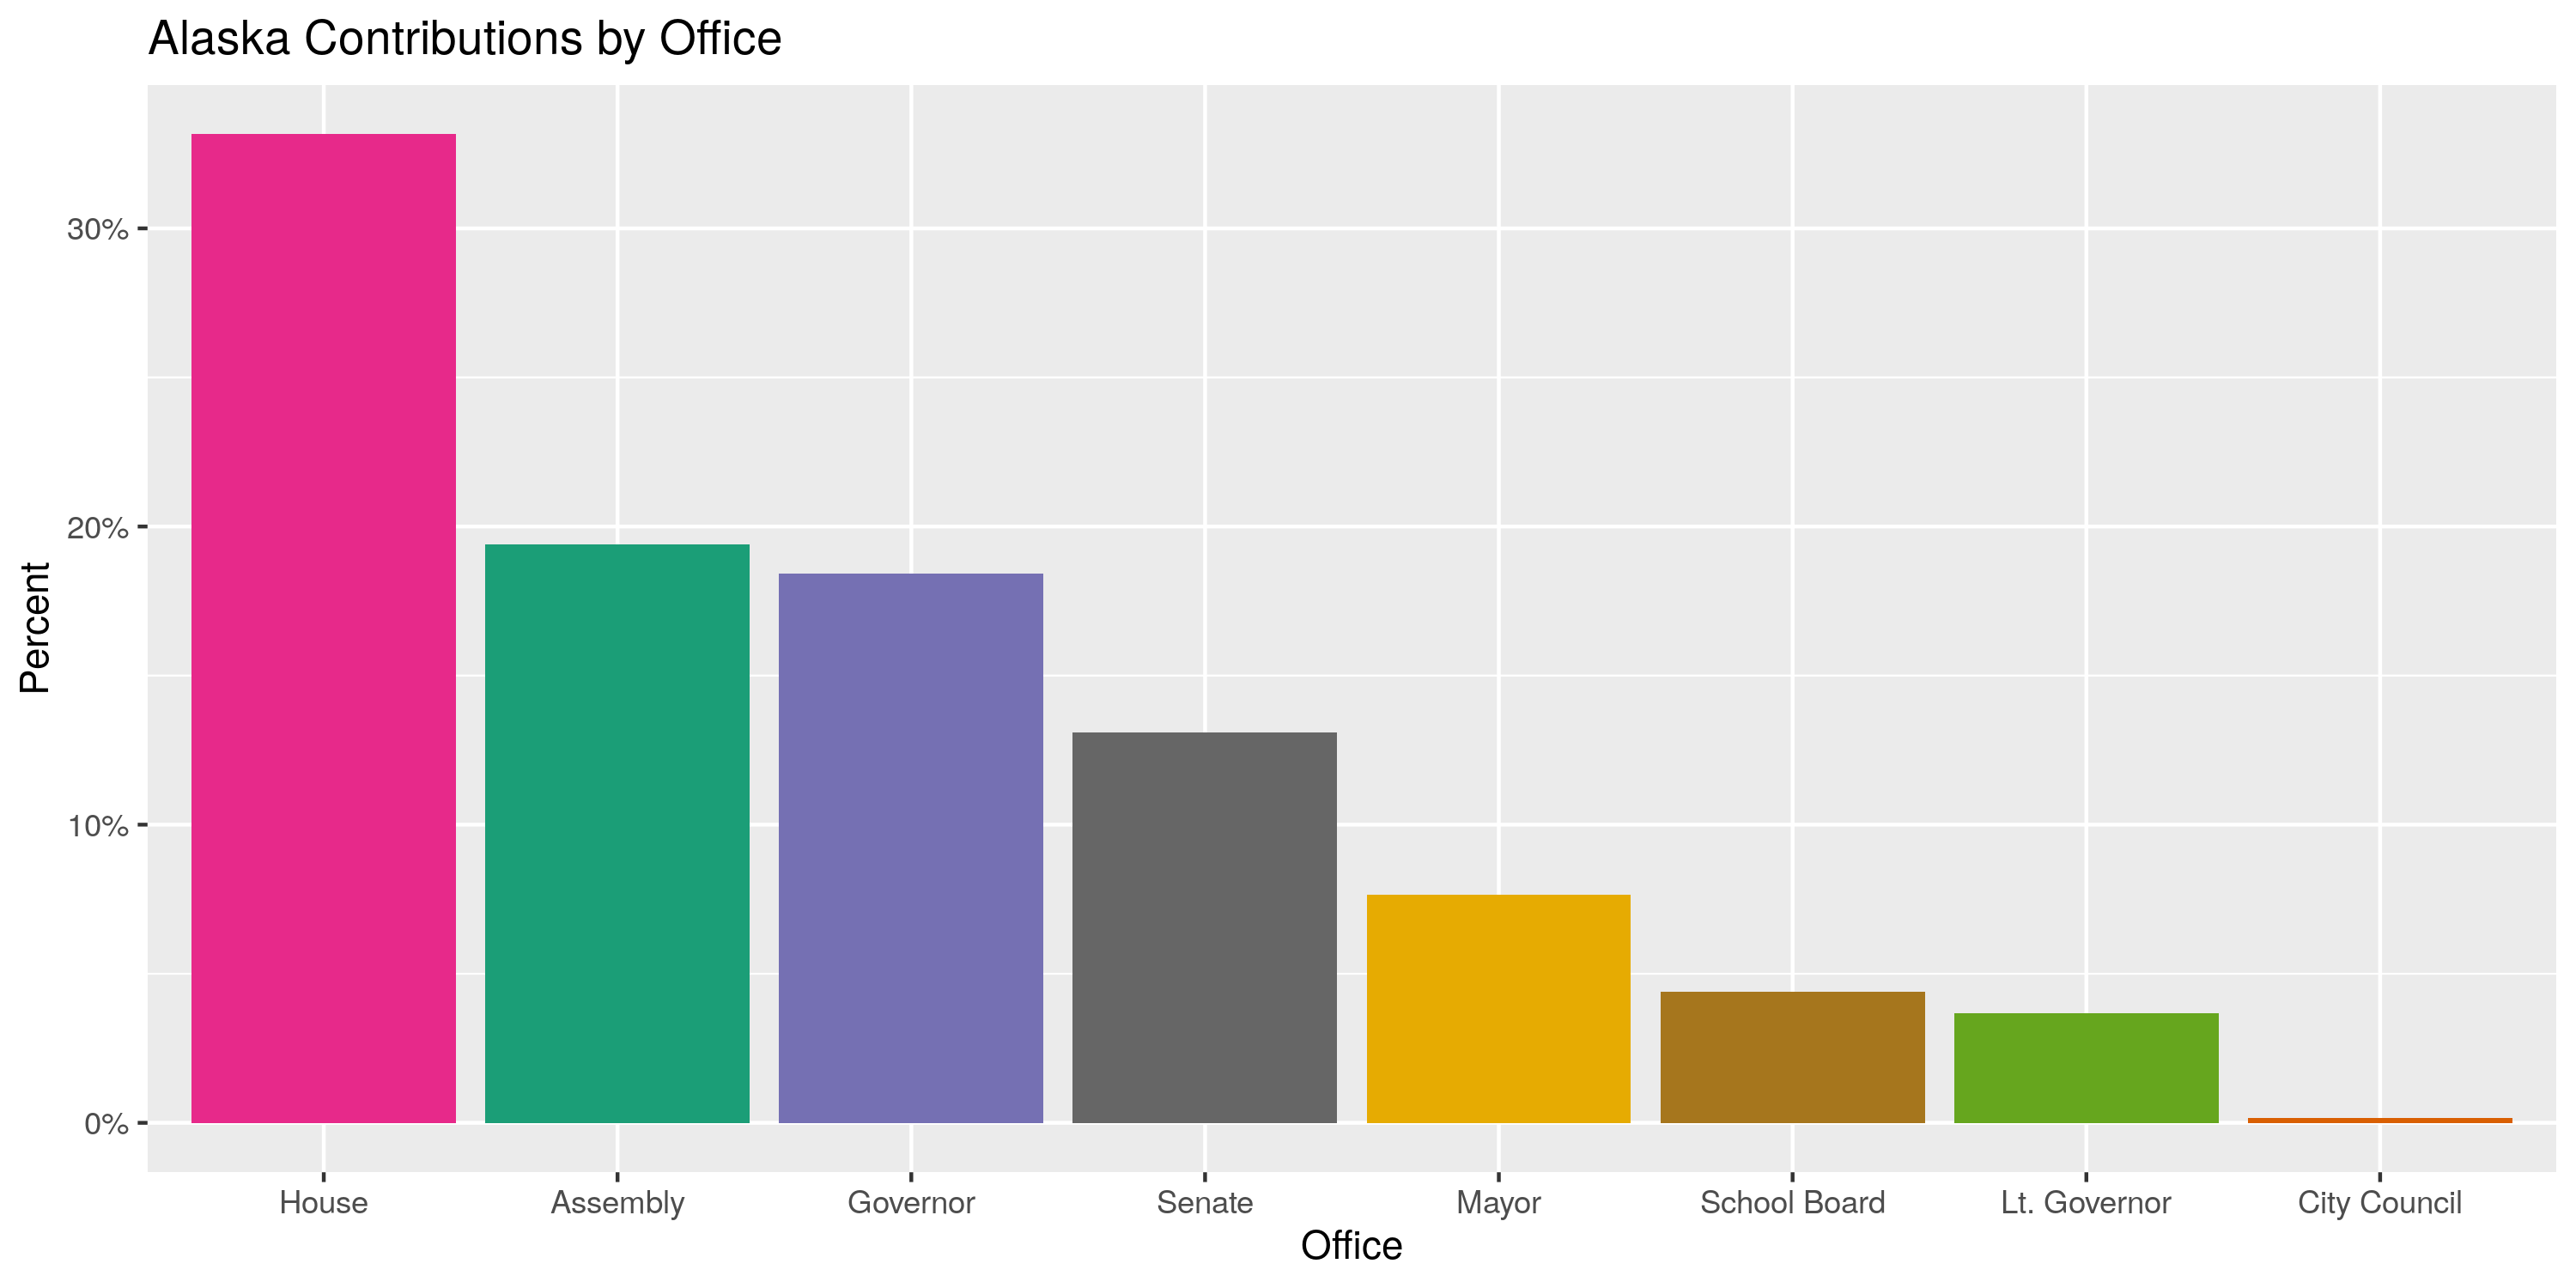 Alaska Contributions by Office
Percent
30%
20%
10%
0%
House Assembly Governor Senate Mayor School Board Lt. Governor City Council
Office